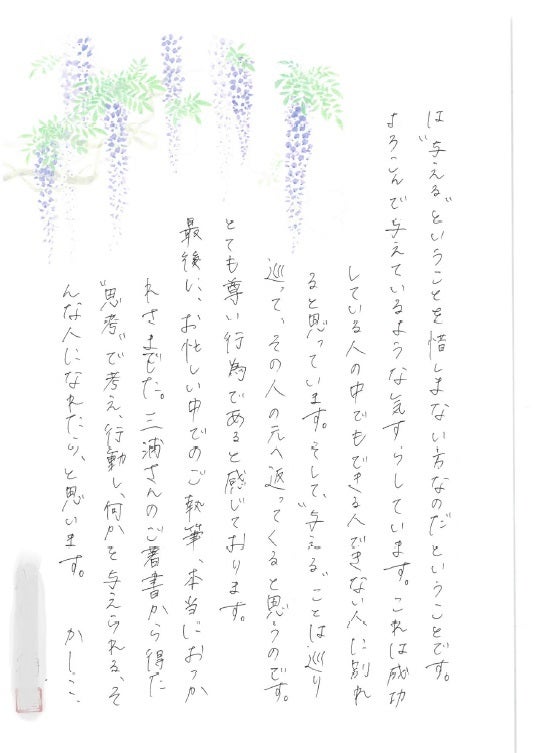 は〝与える〟ということを惜しまない方なのだということです。
よろこんで与えているような気すらしています。これは成功
している人の中でもできる人できない人、に別れ
ると思っています。そして、〝与える〟ことは巡り
巡って、その人の元へ返ってくると思うのです。
とても尊い行為であると感じております。
最後に、お忙しい中でのご執筆、本当におつか
れさまでした。三浦さんのご著書から得た
〝思考〟で考え、行動し、何かを与えられる、そ
んな人になれたら、と思います。 かしこ